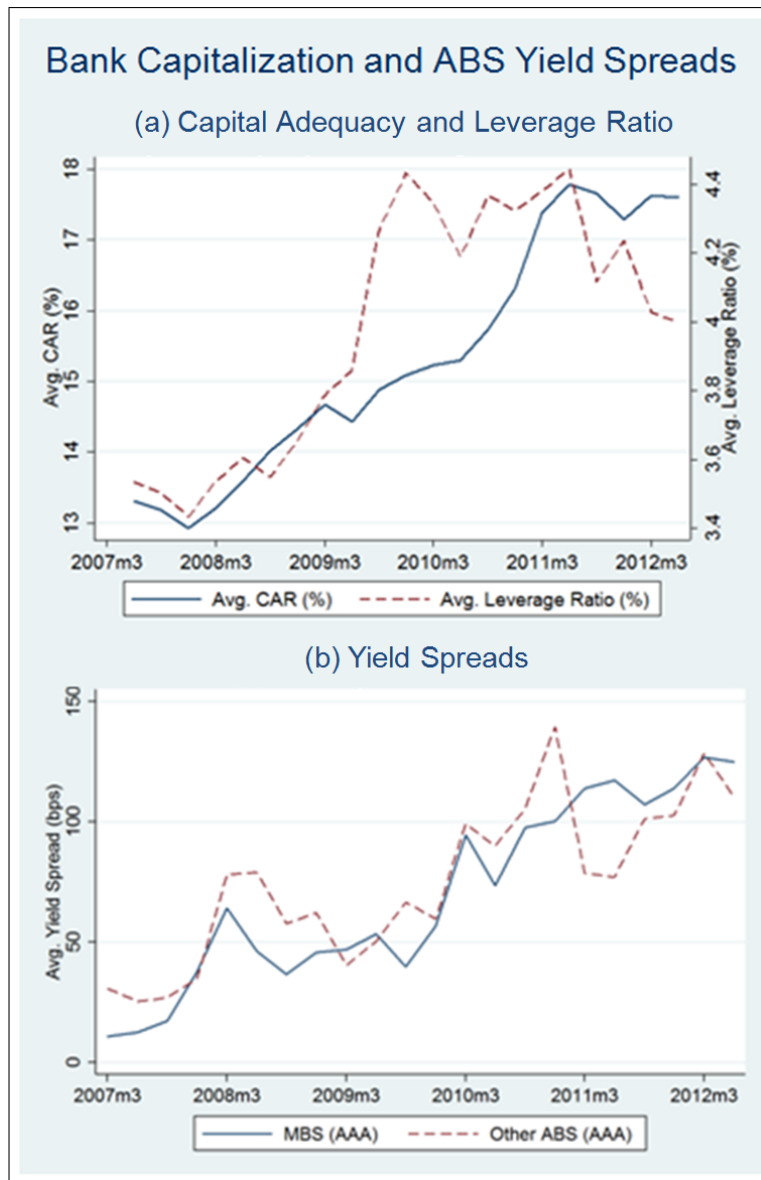 Bank Capitalization and ABS Yield Spreads
(a) Capital Adequacy and Leverage Ratio
Avg. CAR (%)
18
17
16
15
14
13
Avg. Leverage Ratio (%)
4.4
4.2
4
3.8
3.6
3.4
2007m3 2008m3 2009m3 2010m3 2011m3 2012m3
Avg. CAR (%) Avg. Leverage Ratio (%)
(b) Yield Spreads
Avg. Yield Spread (bps)
150
100
50
0
2007m3 2008m3 2009m3 2010m3 2011m3 2012m3
MBS (AAA) Other ABS (AAA)